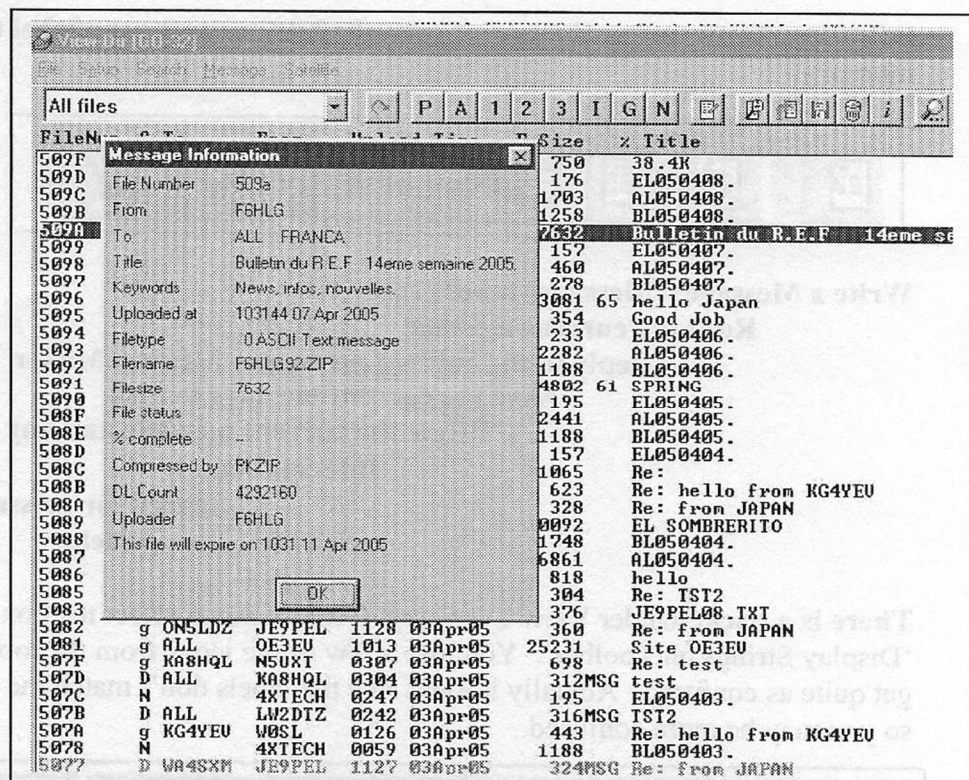 View Dir [GO-32]
File Setup Search Message Satellite
All files
P A 1 2 3 I G N i
FileN Size % Title
509F 750 38.4K
509D 176 EL050408.
509C 1703 AL050408.
509B 1258 BL050408.
509A 7632 Bulletin du R.E.F 14eme se
5099 157 EL050407.
5098 460 AL050407.
5097 278 BL050407.
5096 3081 65 hello Japan
5095 354 Good Job
5094 233 EL050406.
5093 2282 AL050406.
5092 1188 BL050406.
5091 4802 61 SPRING
5090 195 EL050405.
508F 2441 AL050405.
508E 1188 BL050405.
508D 157 EL050404.
508C 1065 Re:
508B 623 Re: hello from KG4YEU
508A 328 Re: from JAPAN
5089 0092 EL SOMBRERITO
5088 1748 BL050404.
5087 6861 AL050404.
5086 818 hello
5085 304 Re: TST2
5083 376 JE9PEL08.TXT
5082 g ON5LDZ JE9PEL 1128 03Apr05 360 Re: from JAPAN
5081 g ALL OE3EU 1013 03Apr05 25231 Site OE3EU
507F g KA8HQL N5UXT 0307 03Apr05 698 Re: test
507D D ALL KA8HQL 0304 03Apr05 312MSG test
507C N 4XTECH 0247 03Apr05 195 EL050403.
507B D ALL LW2DTZ 0242 03Apr05 316MSG TST2
507A g KG4YEU W0SL 0126 03Apr05 443 Re: hello from KG4YEU
5078 N 4XTECH 0059 03Apr05 1188 BL050403.
5077 D WA4SXM JE9PEL 1127 03Apr05 324MSG Re: from JAPAN
Message Information
File Number 509a
From F6HLG
To ALL FRANCA
Title Bulletin du R.E.F 14eme semaine 2005.
Keywords News, infos, nouvelles.
Uploaded at 103144 07 Apr 2005
Filetype 0 ASCII Text message
Filename F6HLG92.ZIP
Filesize 7632
File status
% complete --
Compressed by PKZIP
DL Count 4292160
Uploader F6HLG
This file will expire on 1031 11 Apr 2005
OK